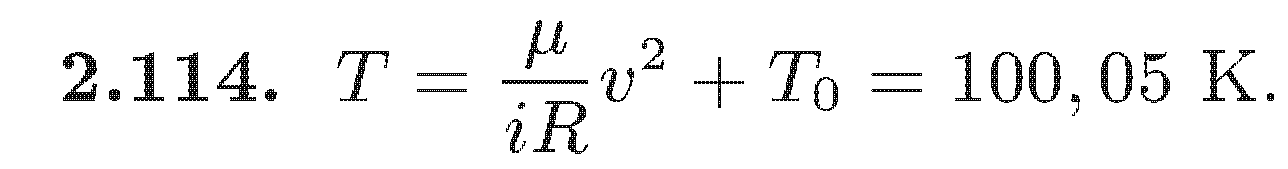 2.114. $T = \frac{\mu}{iR}v^2 + T_0 = 100,05$ K.